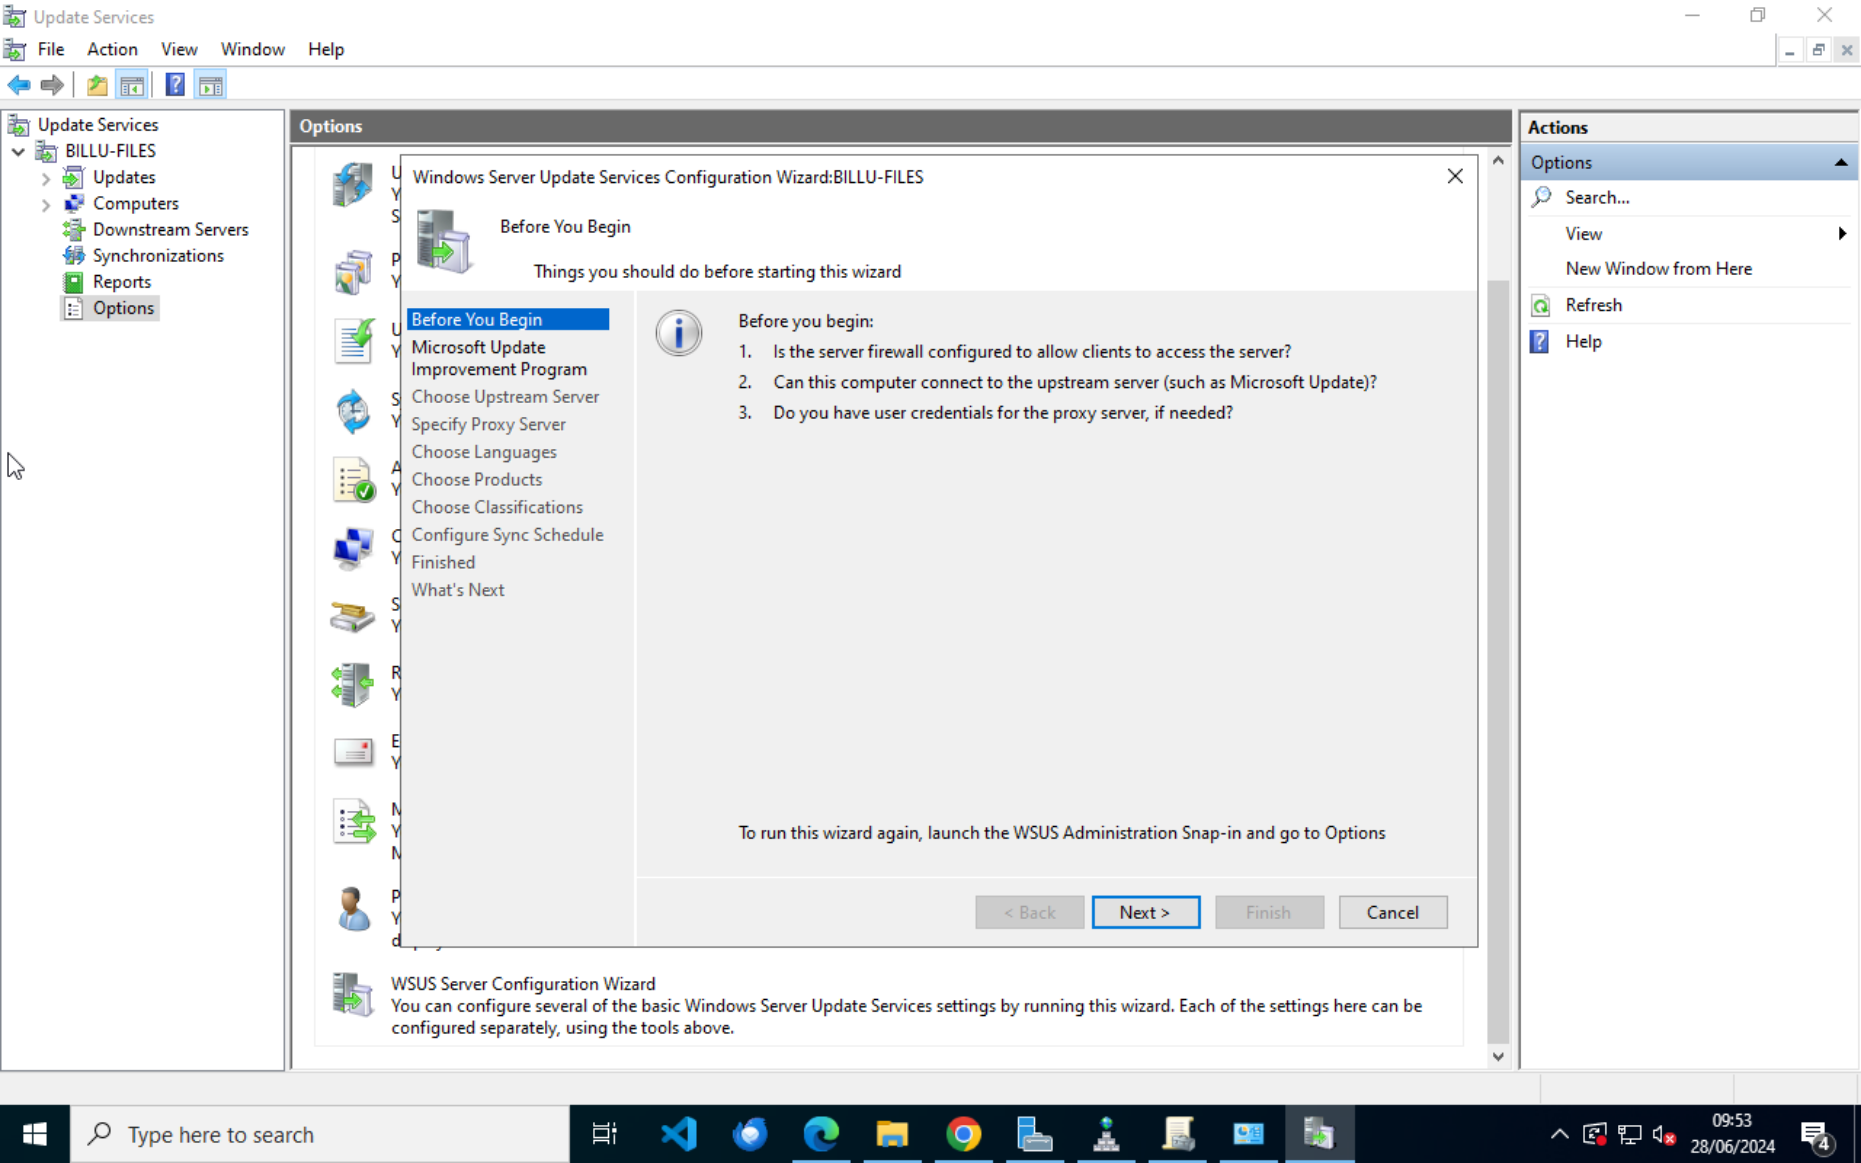 Update Services
File Action View Window Help
Update Services
BILLU-FILES
Updates
Computers
Downstream Servers
Synchronizations
Reports
Options
Options
Windows Server Update Services Configuration Wizard:BILLU-FILES
Before You Begin
Things you should do before starting this wizard
Before You Begin
Microsoft Update
Improvement Program
Choose Upstream Server
Specify Proxy Server
Choose Languages
Choose Products
Choose Classifications
Configure Sync Schedule
Finished
What's Next
Before you begin:
1. Is the server firewall configured to allow clients to access the server?
2. Can this computer connect to the upstream server (such as Microsoft Update)?
3. Do you have user credentials for the proxy server, if needed?
To run this wizard again, launch the WSUS Administration Snap-in and go to Options
< Back Next > Finish Cancel
WSUS Server Configuration Wizard
You can configure several of the basic Windows Server Update Services settings by running this wizard. Each of the settings here can be
configured separately, using the tools above.
Actions
Options
Search...
View
New Window from Here
Refresh
Help
Type here to search
09:53
28/06/2024
4